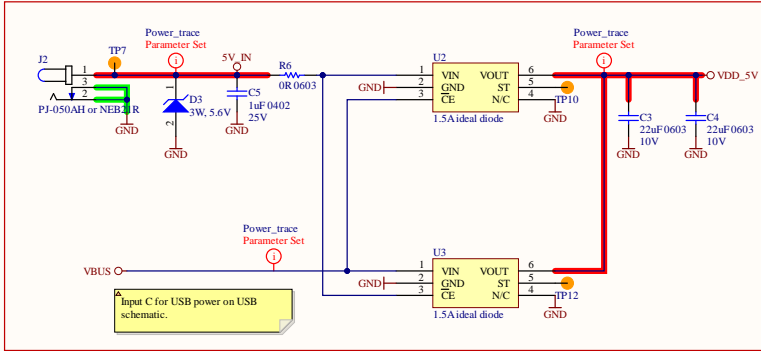 Power_trace
Parameter Set
i
TP7
J2
1
3
2
PJ-050AH or NEB21R
GND
1
D3
3W, 5.6V
2
GND
5V_IN
C5
1uF 0402
25V
GND
R6
0R 0603
U2
1 VIN VOUT 6
GND 2 GND ST 5
3 CE N/C 4
TP10
GND
1.5A ideal diode
Power_trace
Parameter Set
i
VDD_5V
C3
22uF 0603
10V
GND
C4
22uF 0603
10V
GND
Power_trace
Parameter Set
i
VBUS
U3
1 VIN VOUT 6
GND 2 GND ST 5
3 CE N/C 4
TP12
GND
1.5A ideal diode
Input C for USB power on USB
schematic.